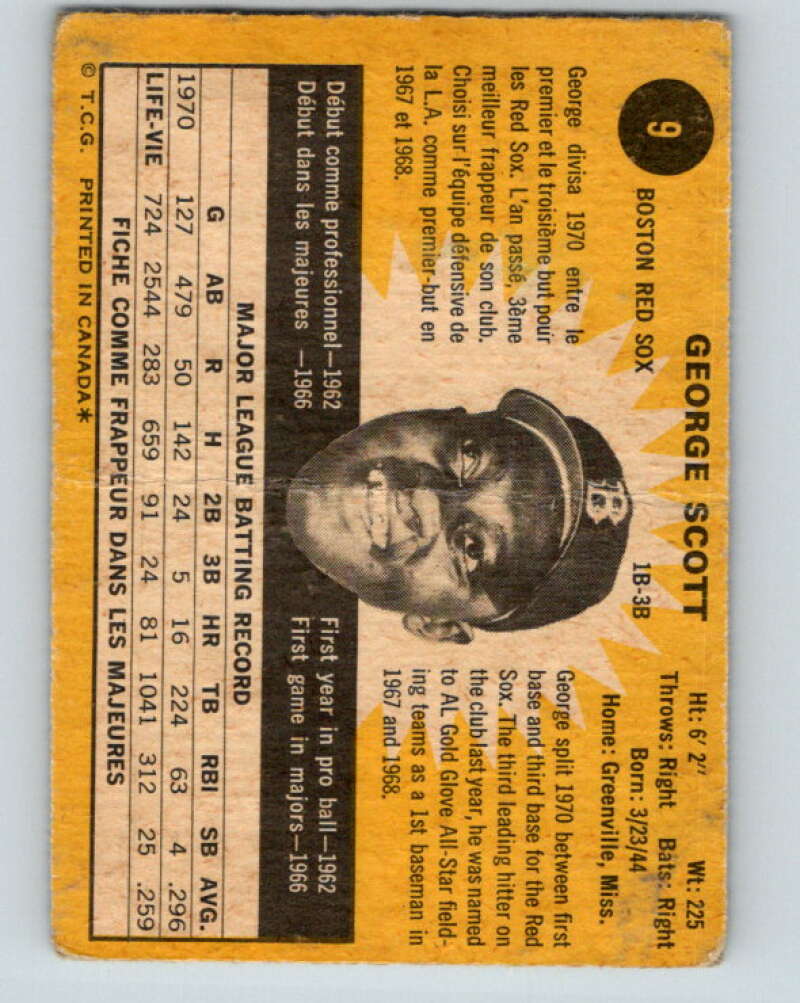 9
GEORGE SCOTT
BOSTON RED SOX
1B-3B
Ht: 6' 2" Wt: 225
Throws: Right Bats: Right
Born: 3/23/44
Home: Greenville, Miss.
George divisa 1970 entre le
premier et le troisième but pour
les Red Sox. L'an passé, 3ème
meilleur frappeur de son club.
Choisi sur l'équipe défensive de
la L.A. comme premier-but en
1967 et 1968.
B
George split 1970 between first
base and third base for the Red
Sox. The third leading hitter on
the club last year, he was named
to AL Gold Glove All-Star field-
ing teams as a 1st baseman in
1967 and 1968.
Début comme professionnel—1962
Début dans les majeures —1966
First year in pro ball—1962
First game in majors—1966
MAJOR LEAGUE BATTING RECORD
G AB R H 2B 3B HR TB RBI SB AVG.
1970 127 479 50 142 24 5 16 224 63 4 .296
LIFE-VIE 724 2544 283 659 91 24 81 1041 312 25 .259
FICHE COMME FRAPPEUR DANS LES MAJEURES
© T.C.G. PRINTED IN CANADA*